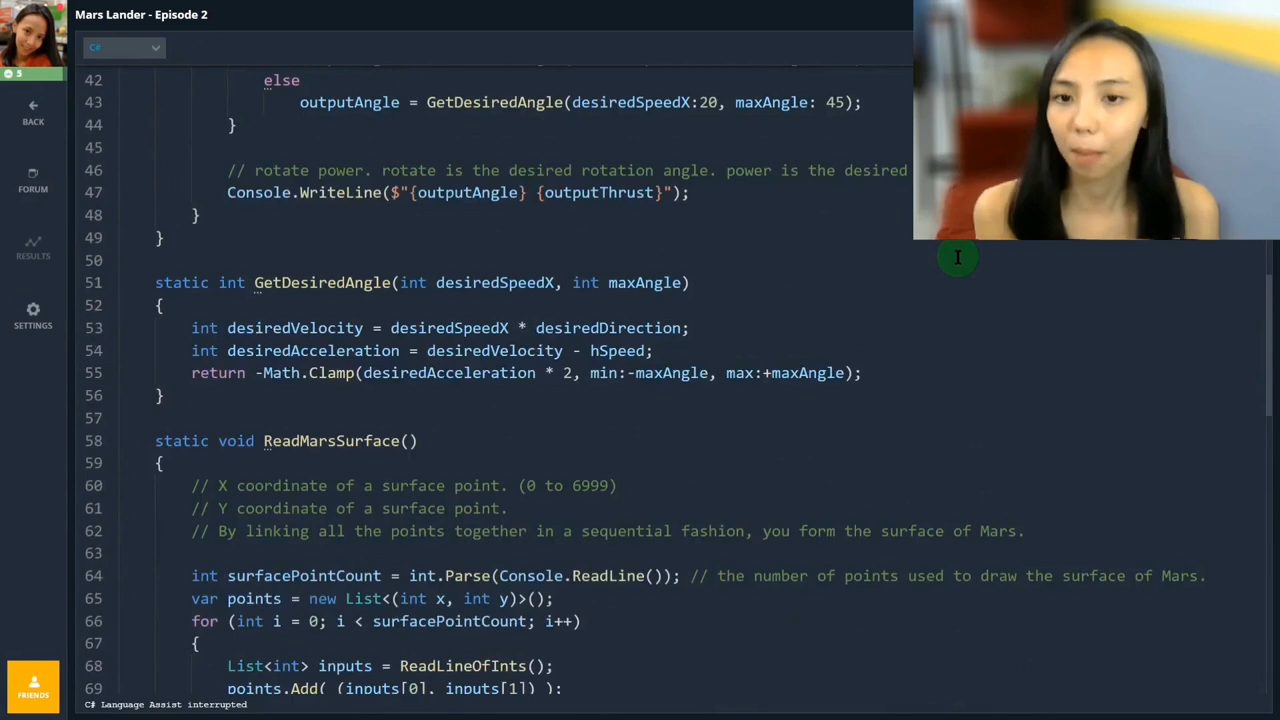 Mars Lander - Episode 2
5
C#
BACK
FORUM
RESULTS
SETTINGS
FRIENDS
42 else
43 outputAngle = GetDesiredAngle(desiredSpeedX:20, maxAngle: 45);
44 }
45
46 // rotate power. rotate is the desired rotation angle. power is the desired
47 Console.WriteLine($"{outputAngle} {outputThrust}");
48 }
49 }
50
51 static int GetDesiredAngle(int desiredSpeedX, int maxAngle)
52 {
53 int desiredVelocity = desiredSpeedX * desiredDirection;
54 int desiredAcceleration = desiredVelocity - hSpeed;
55 return -Math.Clamp(desiredAcceleration * 2, min:-maxAngle, max:+maxAngle);
56 }
57
58 static void ReadMarsSurface()
59 {
60 // X coordinate of a surface point. (0 to 6999)
61 // Y coordinate of a surface point.
62 // By linking all the points together in a sequential fashion, you form the surface of Mars.
63
64 int surfacePointCount = int.Parse(Console.ReadLine()); // the number of points used to draw the surface of Mars.
65 var points = new List<(int x, int y)>();
66 for (int i = 0; i < surfacePointCount; i++)
67 {
68 List<int> inputs = ReadLineOfInts();
69 points.Add( (inputs[0], inputs[1]) );
C# Language Assist interrupted